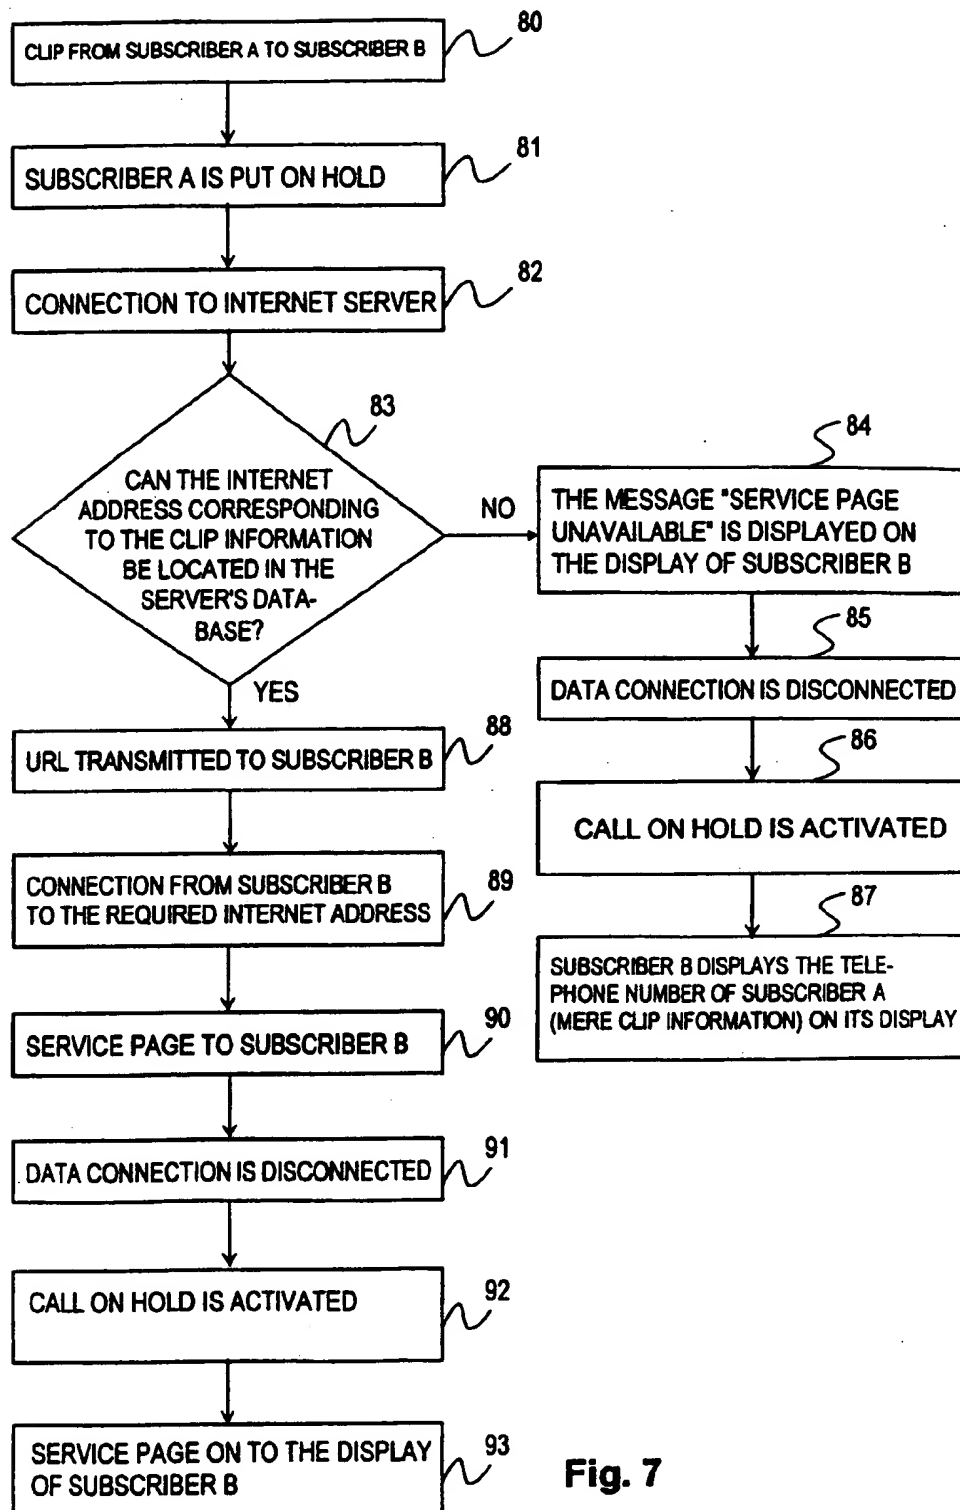 80
CLIP FROM SUBSCRIBER A TO SUBSCRIBER B
81
SUBSCRIBER A IS PUT ON HOLD
82
CONNECTION TO INTERNET SERVER
83
CAN THE INTERNET
ADDRESS CORRESPONDING
TO THE CLIP INFORMATION
BE LOCATED IN THE
SERVER'S DATA-
BASE?
NO
YES
84
THE MESSAGE "SERVICE PAGE
UNAVAILABLE" IS DISPLAYED ON
THE DISPLAY OF SUBSCRIBER B
85
DATA CONNECTION IS DISCONNECTED
86
CALL ON HOLD IS ACTIVATED
87
SUBSCRIBER B DISPLAYS THE TELE-
PHONE NUMBER OF SUBSCRIBER A
(MERE CLIP INFORMATION) ON ITS DISPLAY
88
URL TRANSMITTED TO SUBSCRIBER B
89
CONNECTION FROM SUBSCRIBER B
TO THE REQUIRED INTERNET ADDRESS
90
SERVICE PAGE TO SUBSCRIBER B
91
DATA CONNECTION IS DISCONNECTED
92
CALL ON HOLD IS ACTIVATED
93
SERVICE PAGE ON TO THE DISPLAY
OF SUBSCRIBER B
Fig. 7